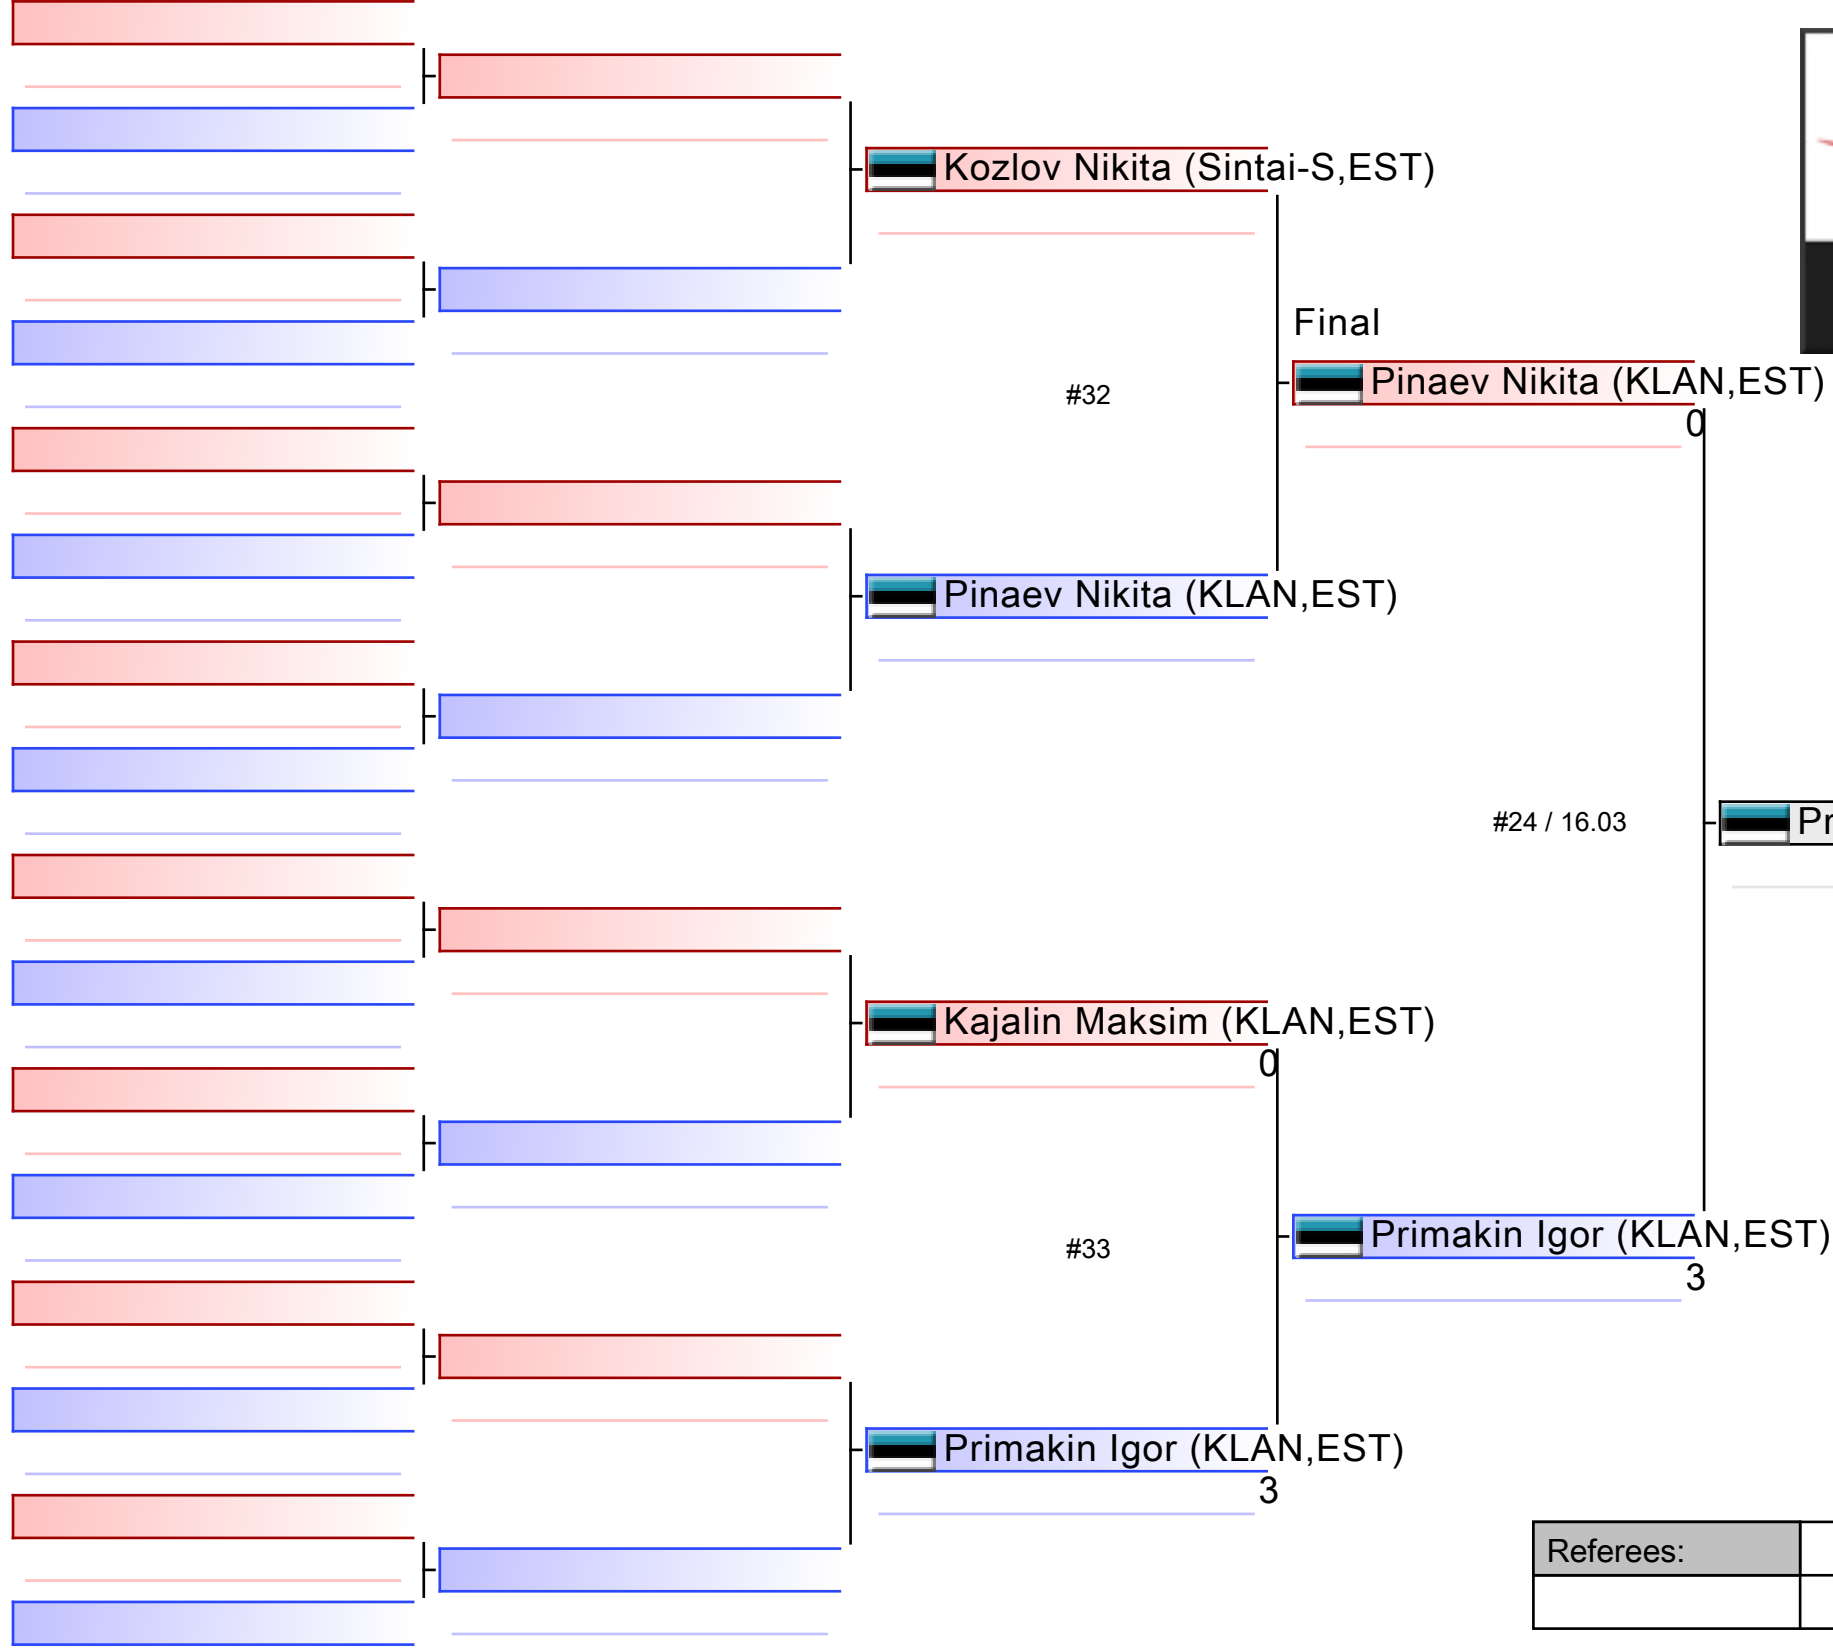 Kozlov Nikita (Sintai-S,EST)
Final
#32
Pinaev Nikita (KLAN,EST)
0
Pinaev Nikita (KLAN,EST)
#24 / 16.03
Kajalin Maksim (KLAN,EST)
0
#33
Primakin Igor (KLAN,EST)
3
Primakin Igor (KLAN,EST)
3
Referees: